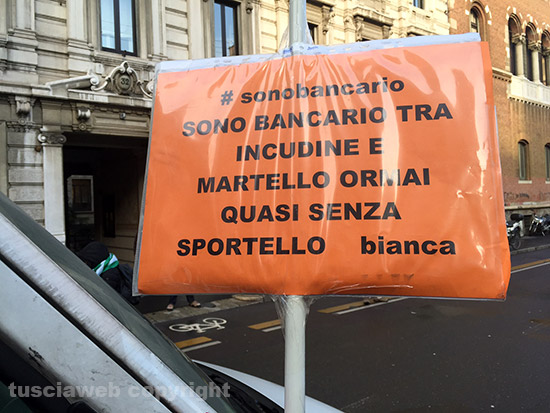 # sonobancario
SONO BANCARIO TRA
INCUDINE E
MARTELLO ORMAI
QUASI SENZA
SPORTELLO bianca
tusciaweb copyright